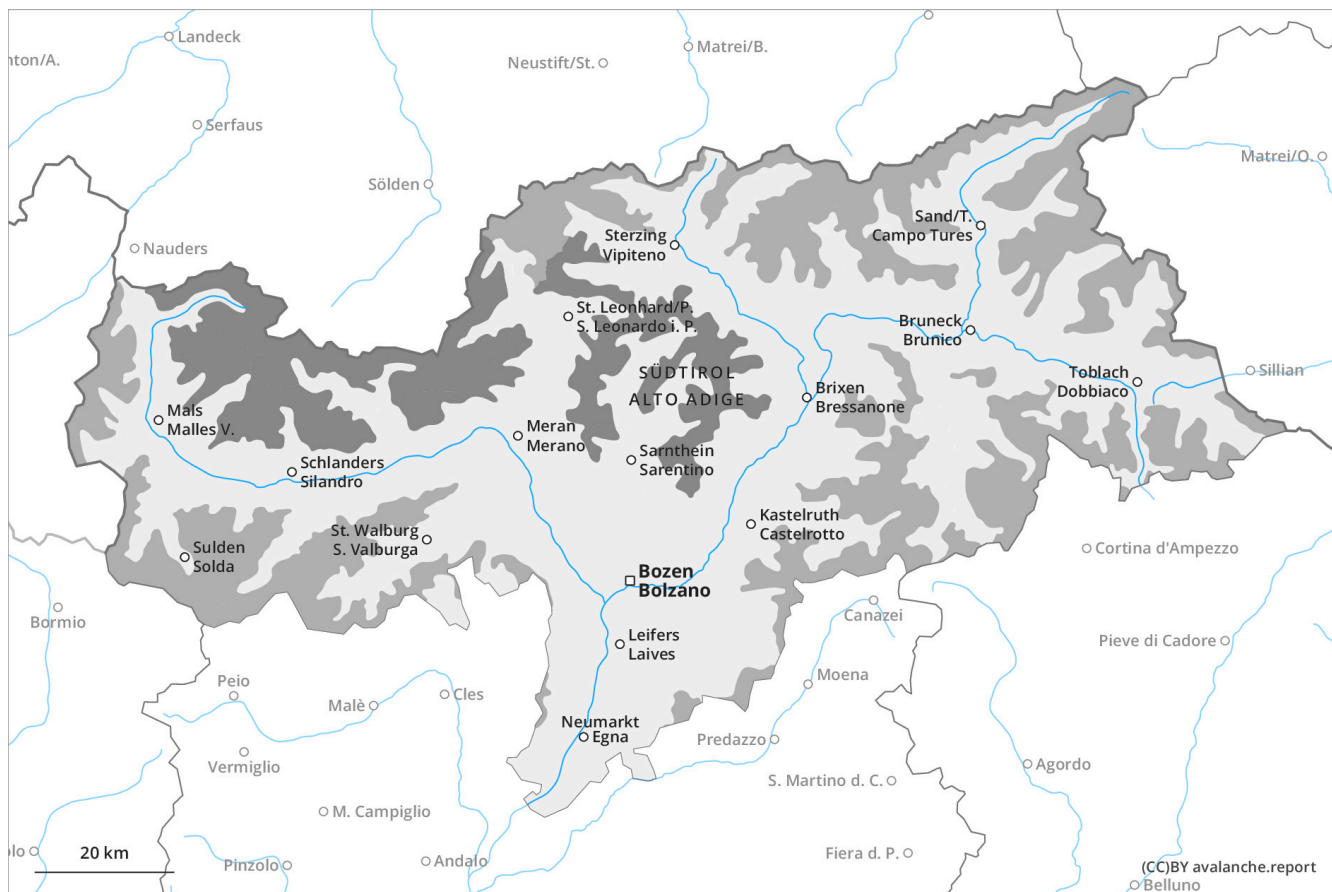 Landeck
Matrei/B.
nton/A.
Neustift/St.
Serfaus
Matrei/O.
Sölden
Sand/T.
Campo Tures
Sterzing
Vipiteno
Nauders
St. Leonhard/P.
S. Leonardo i. P.
Bruneck
Brunico
SÜDTIROL
ALTO ADIGE
Toblach
Dobbiaco
Sillian
Brixen
Bressanone
Mals
Malles V.
Meran
Merano
Sarnthein
Sarentino
Schlanders
Silandro
Kastelruth
Castelrotto
St. Walburg
S. Valburga
Sulden
Solda
Cortina d'Ampezzo
Bozen
Bolzano
Bormio
Canazei
Leifers
Laives
Pieve di Cadore
Peio
Malè
Cles
Moena
Neumarkt
Egna
Predazzo
Vermiglio
Agordo
S. Martino d. C.
M. Campiglio
olo
20 km
Pinzolo
Andalo
Fiera d. P.
(CC)BY avalanche.report
Belluno